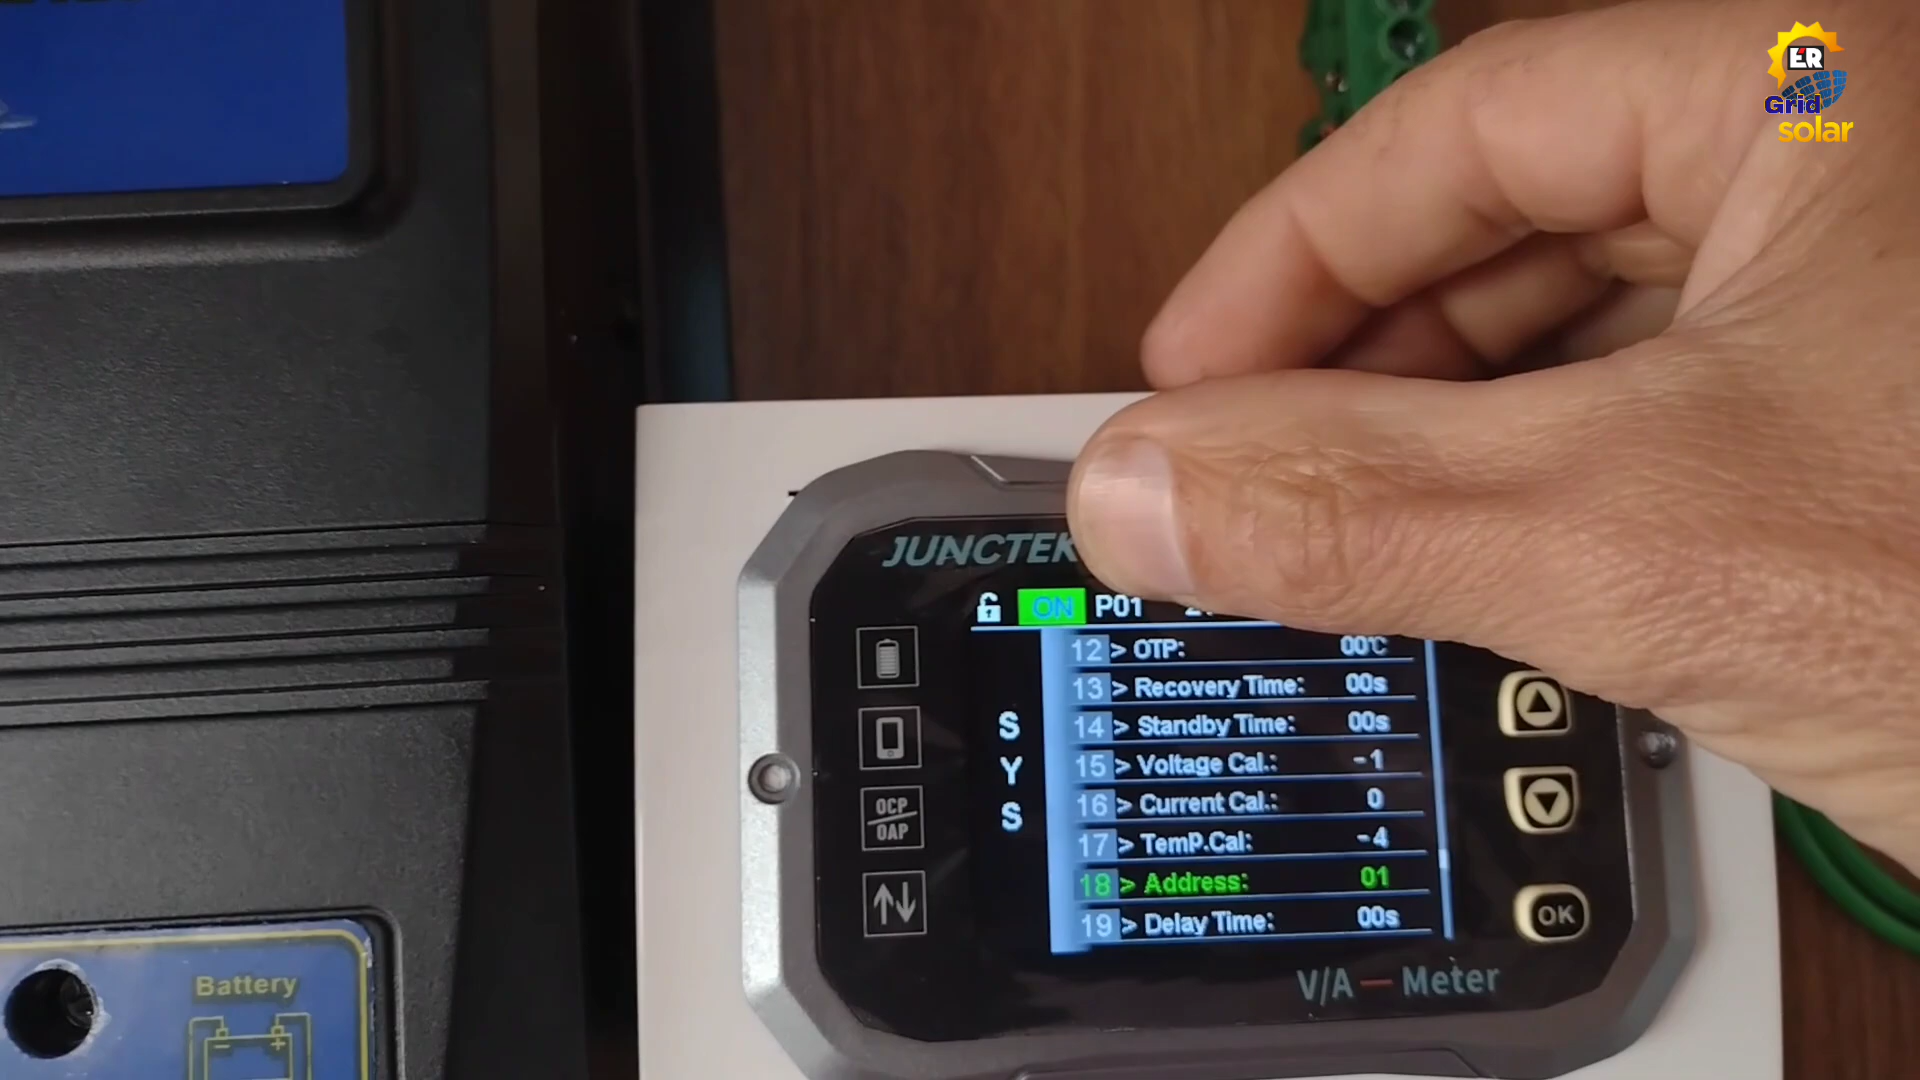 ER
Grid
solar
JUNCTEK
ON P01
12 > OTP: 00℃
13 > Recovery Time: 00s
14 > Standby Time: 00s
15 > Voltage Cal.: -1
16 > Current Cal.: 0
17 > TemP.Cal: -4
18 > Address: 01
19 > Delay Time: 00s
SYS
OCP
OAP
OK
V/A — Meter
Battery
- +